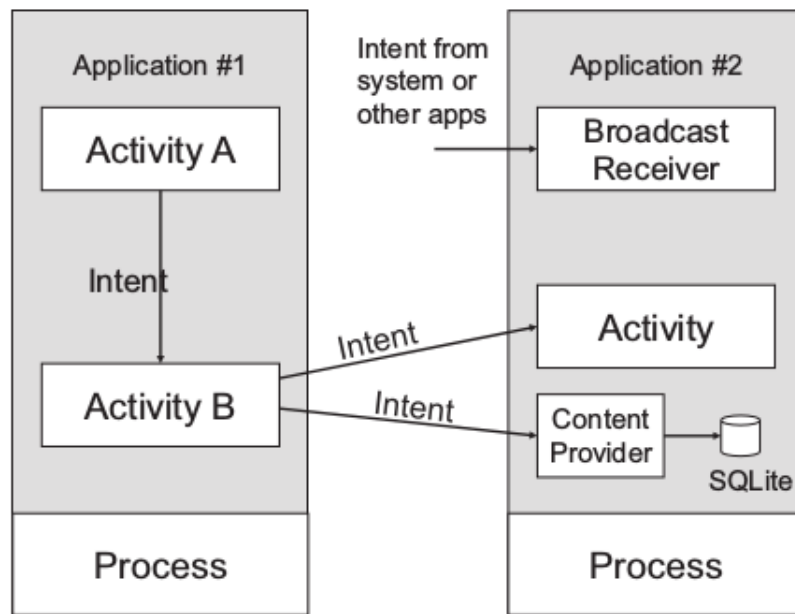 Application #1
Activity A
Intent
Activity B
Process
Intent from
system or
other apps
Intent
Intent
Application #2
Broadcast
Receiver
Activity
Content
Provider
SQLite
Process